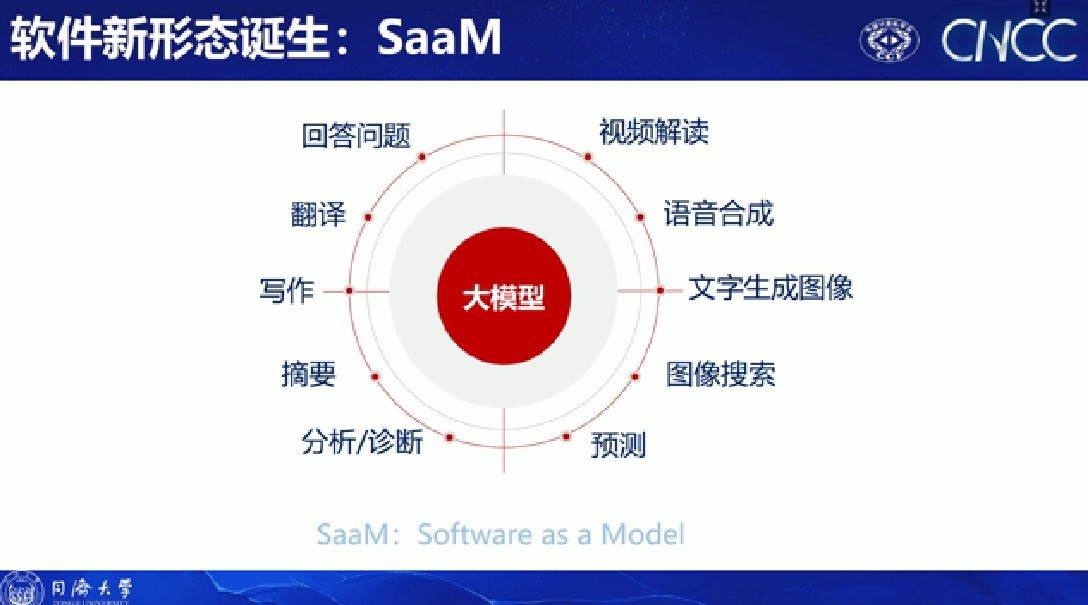 软件新形态诞生：SaaM
CNCC
回答问题
视频解读
翻译
语音合成
写作
大模型
文字生成图像
摘要
图像搜索
分析/诊断
预测
SaaM：Software as a Model
同济大学
TONGJI UNIVERSITY